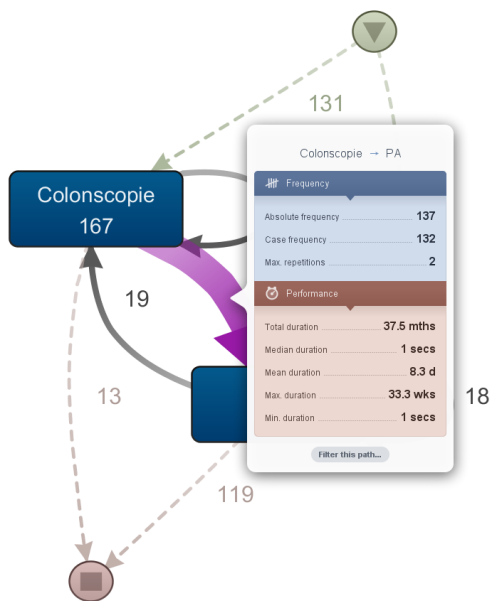 131
Colonscopie → PA
Frequency
Colonscopie
167
Absolute frequency 137
Case frequency 132
Max. repetitions 2
Performance
19
Total duration 37.5 mths
Median duration 1 secs
Mean duration 8.3 d
13
18
Max. duration 33.3 wks
Min. duration 1 secs
Filter this path...
119